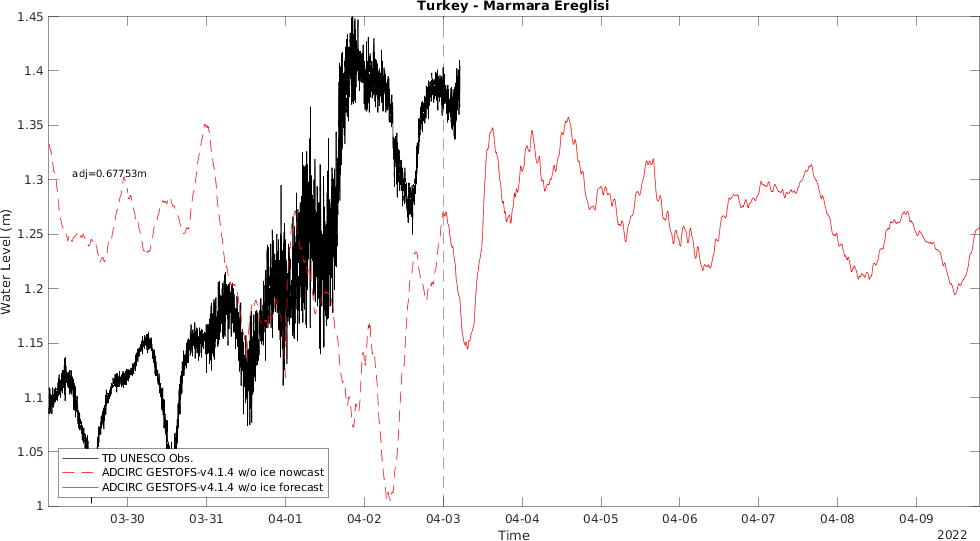 Turkey - Marmara Ereglisi
1.45
1.4
1.35
1.3
1.25
1.2
1.15
1.1
1.05
1
Water Level (m)
adj=0.67753m
TD UNESCO Obs.
ADCIRC GESTOFS-v4.1.4 w/o ice nowcast
ADCIRC GESTOFS-v4.1.4 w/o ice forecast
03-30 03-31 04-01 04-02 04-03 04-04 04-05 04-06 04-07 04-08 04-09
Time
2022